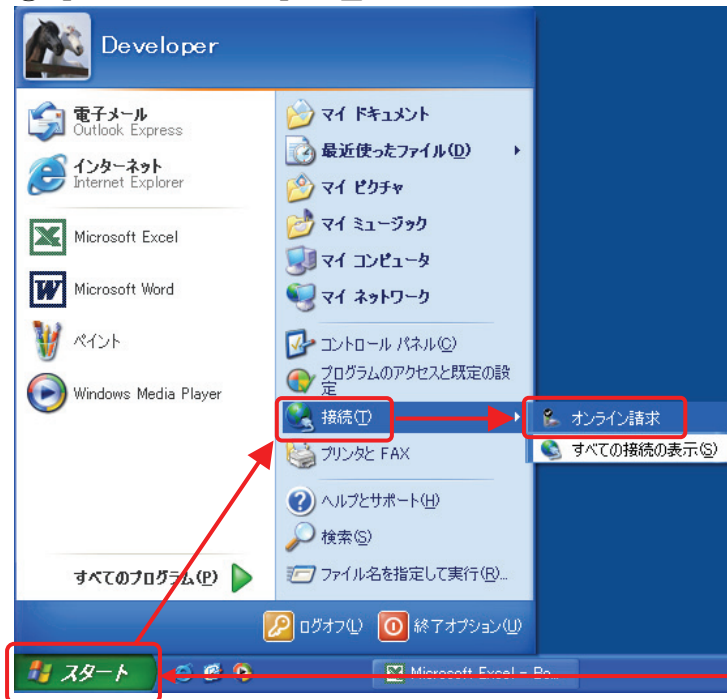 Developer
電子メール
Outlook Express
インターネット
Internet Explorer
Microsoft Excel
Microsoft Word
ペイント
Windows Media Player
すべてのプログラム(P)
マイ ドキュメント
最近使ったファイル(D)
マイ ピクチャ
マイ ミュージック
マイ コンピュータ
マイ ネットワーク
コントロール パネル(C)
プログラムのアクセスと既定の設
定
接続(T)
プリンタと FAX
ヘルプとサポート(H)
検索(S)
ファイル名を指定して実行(R)...
オンライン請求
すべての接続の表示(S)
ログオフ(L)
終了オプション(U)
スタート
Microsoft Excel - Bo...